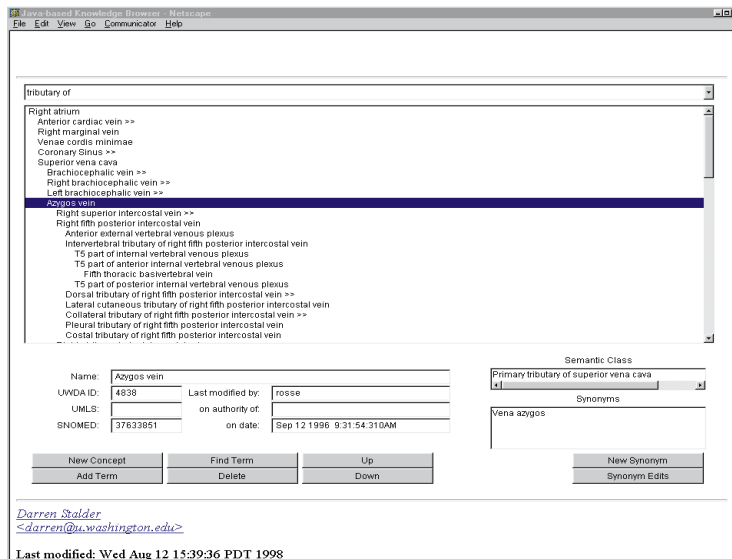 Java-based Knowledge Browser - Netscape
File Edit View Go Communicator Help
tributary of
Right atrium
Anterior cardiac vein >>
Right marginal vein
Venae cordis minimae
Coronary Sinus >>
Superior vena cava
Brachiocephalic vein >>
Right brachiocephalic vein >>
Left brachiocephalic vein >>
Azygos vein
Right superior intercostal vein >>
Right fifth posterior intercostal vein
Anterior external vertebral venous plexus
Intervertebral tributary of right fifth posterior intercostal vein
T5 part of internal vertebral venous plexus
T5 part of anterior internal vertebral venous plexus
Fifth thoracic basivertebral vein
T5 part of posterior internal vertebral venous plexus
Dorsal tributary of right fifth posterior intercostal vein >>
Lateral cutaneous tributary of right fifth posterior intercostal vein
Collateral tributary of right fifth posterior intercostal vein >>
Pleural tributary of right fifth posterior intercostal vein
Costal tributary of right fifth posterior intercostal vein
Semantic Class
Name: Azygos vein
Primary tributary of superior vena cava
UWDA ID: 4838 Last modified by: rosse
Synonyms
UMLS: on authority of:
Vena azygos
SNOMED: 37633851 on date: Sep 12 1996 9:31:54:310AM
New Concept Find Term Up New Synonym
Add Term Delete Down Synonym Edits
Darren Stalder
<darren@u.washington.edu>
Last modified: Wed Aug 12 15:39:36 PDT 1998